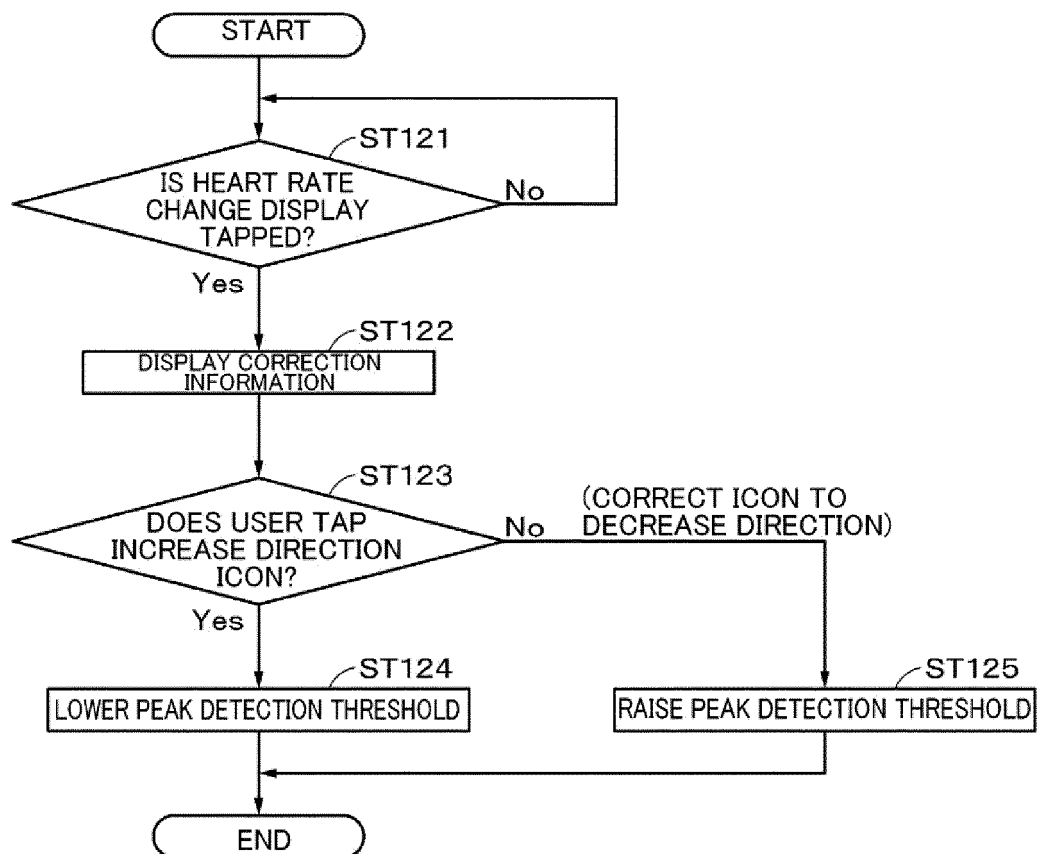 START
ST121
IS HEART RATE
CHANGE DISPLAY
TAPPED?
No
Yes
ST122
DISPLAY CORRECTION
INFORMATION
ST123
DOES USER TAP
INCREASE DIRECTION
ICON?
No
(CORRECT ICON TO
DECREASE DIRECTION)
Yes
ST124
LOWER PEAK DETECTION THRESHOLD
ST125
RAISE PEAK DETECTION THRESHOLD
END